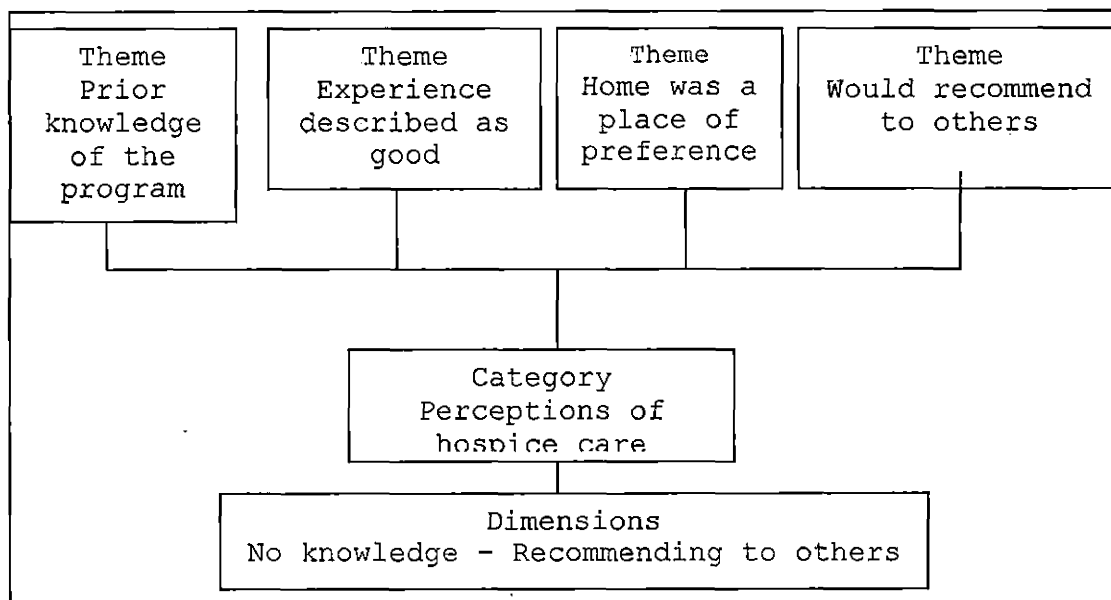 Theme
Prior
knowledge
of the
program
Theme
Experience
described as
good
Theme
Home was a
place of
preference
Theme
Would recommend
to others
Category
Perceptions of
hospice care
Dimensions
No knowledge - Recommending to others